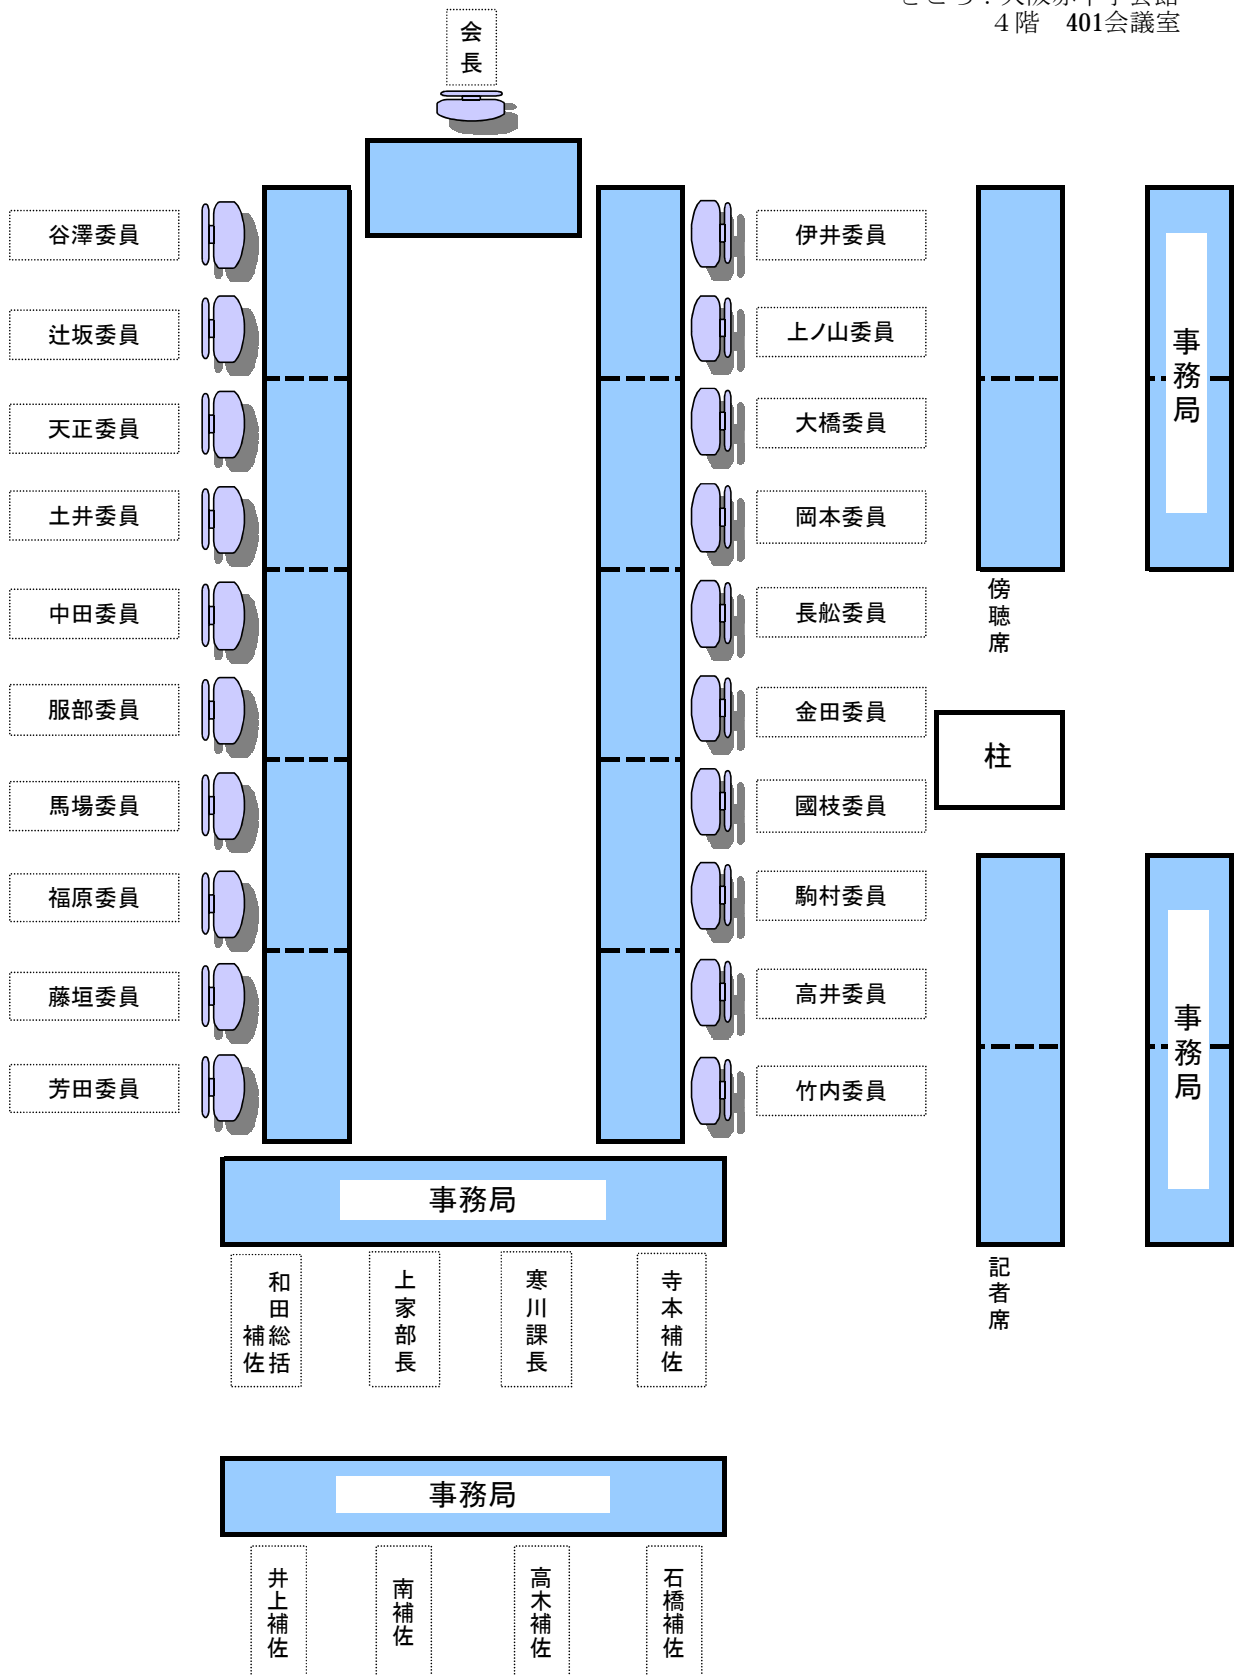 ４階　401会議室
会長
谷澤委員
伊井委員
辻坂委員
上ノ山委員
天正委員
大橋委員
土井委員
岡本委員
中田委員
長舩委員
服部委員
金田委員
馬場委員
國枝委員
福原委員
駒村委員
藤垣委員
高井委員
芳田委員
竹内委員
事務局
傍聴席
柱
事務局
記者席
事務局
和田総括
補佐
上家部長
寒川課長
寺本補佐
事務局
井上補佐
南補佐
高木補佐
石橋補佐